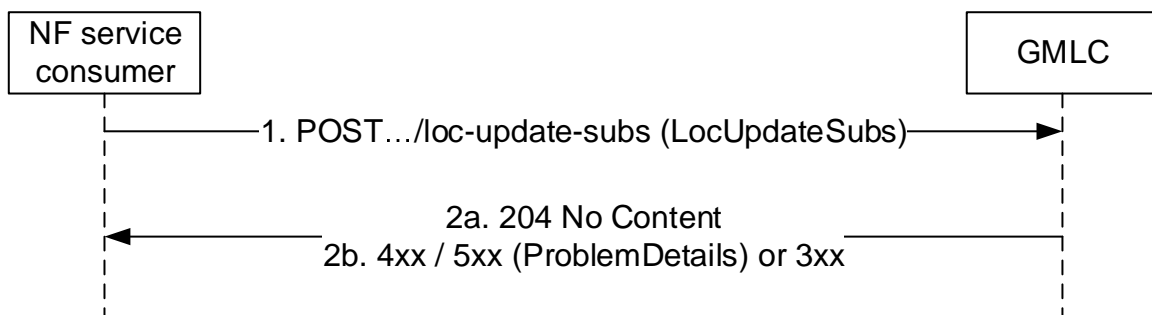 NF service
consumer
GMLC
1. POST…/loc-update-subs (LocUpdateSubs)
2a. 204 No Content
2b. 4xx / 5xx (ProblemDetails) or 3xx